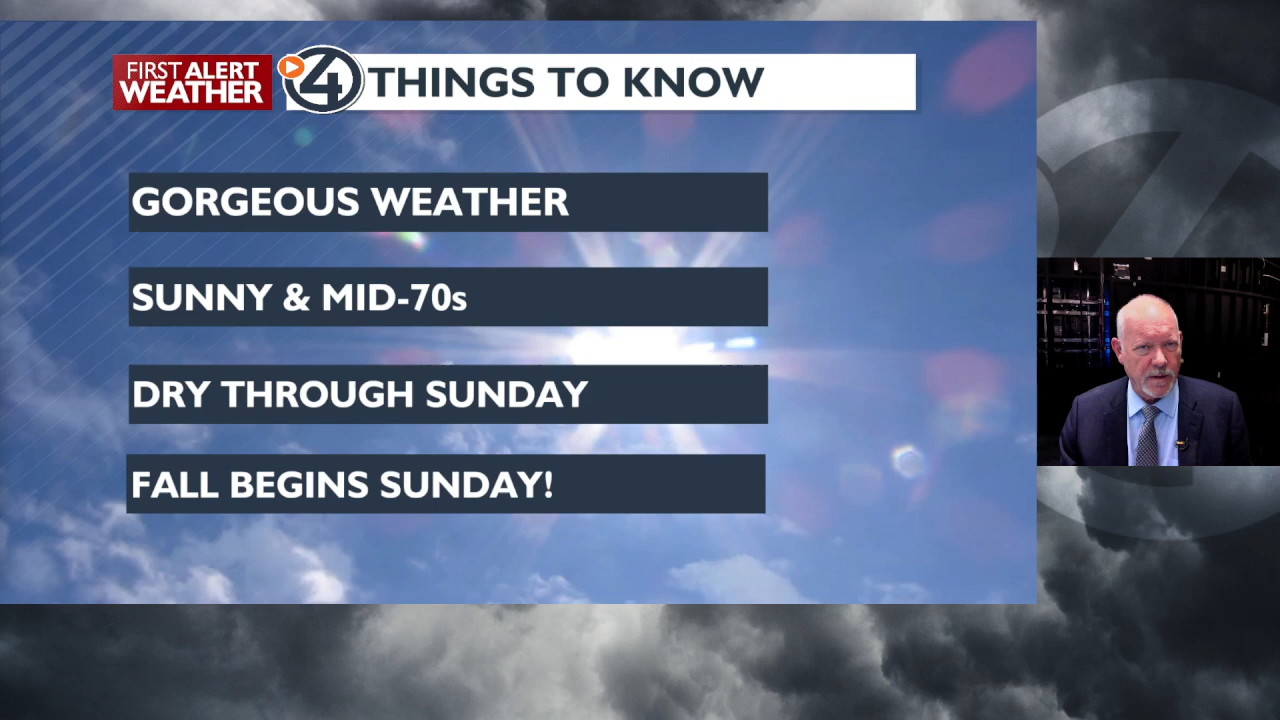 FIRST ALERT
WEATHER
4 THINGS TO KNOW
GORGEOUS WEATHER
SUNNY & MID-70s
DRY THROUGH SUNDAY
FALL BEGINS SUNDAY!